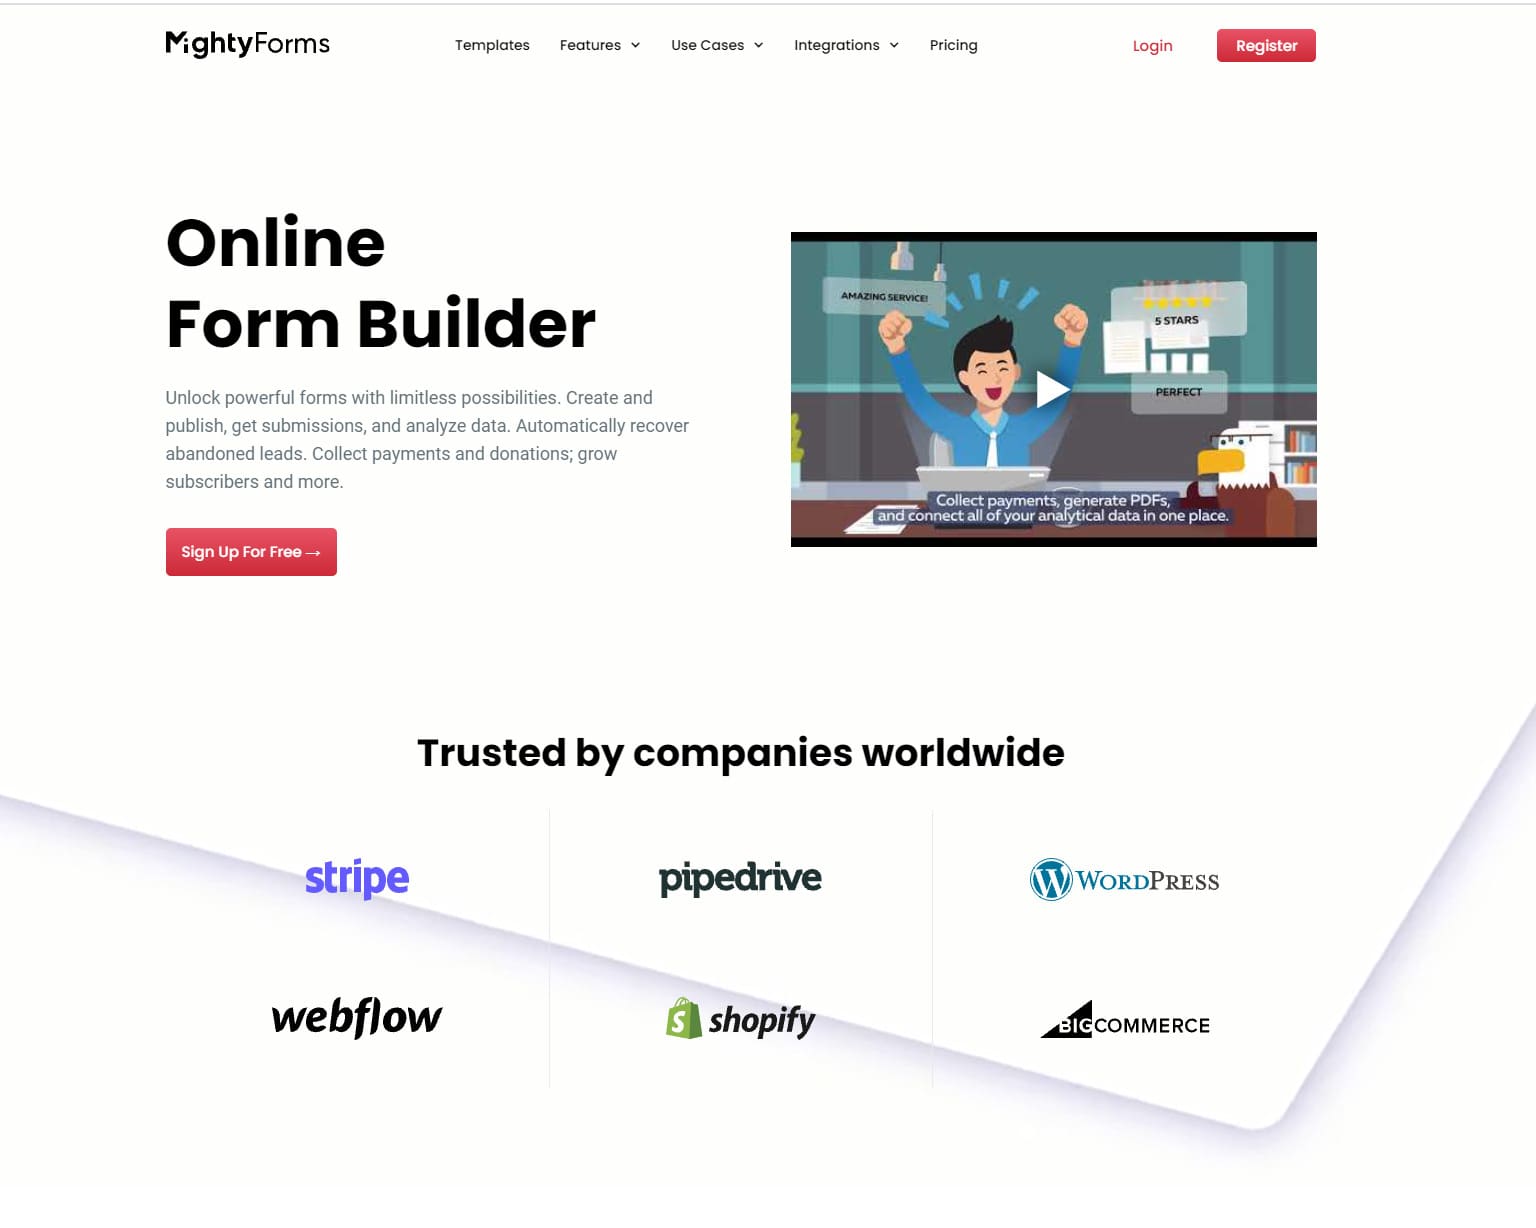 MightyForms
Templates
Features
Use Cases
Integrations
Pricing
Login
Register
Online
Form Builder
Unlock powerful forms with limitless possibilities. Create and
publish, get submissions, and analyze data. Automatically recover
abandoned leads. Collect payments and donations; grow
subscribers and more.
Sign Up For Free →
AMAZING SERVICE!
5 STARS
PERFECT
Collect payments, generate PDFs,
and connect all of your analytical data in one place.
Trusted by companies worldwide
stripe
pipedrive
WORDPRESS
webflow
shopify
BIGCOMMERCE